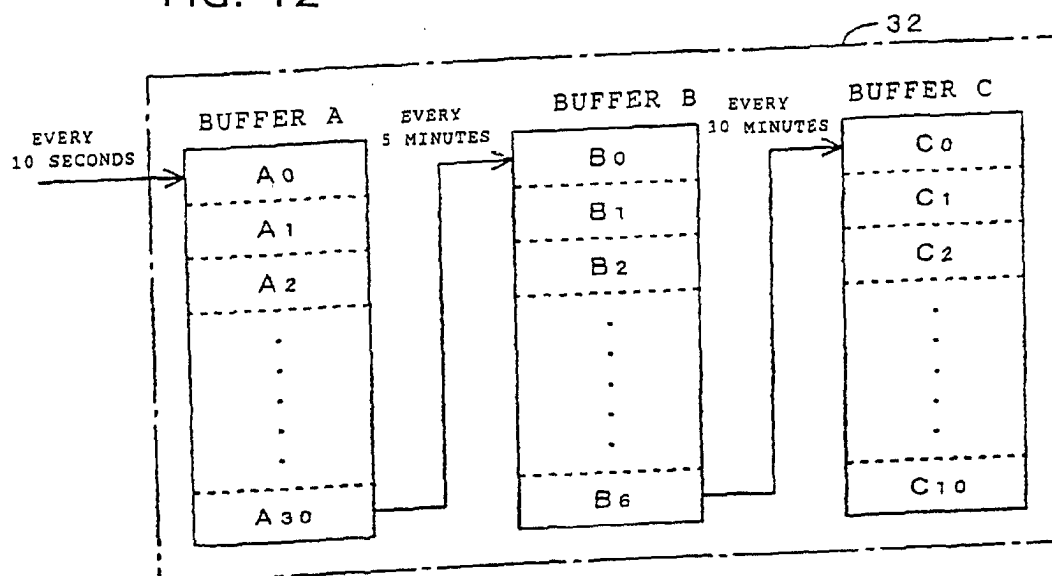 FIG. 12
32
BUFFER A
BUFFER B
BUFFER C
EVERY
10 SECONDS
EVERY
5 MINUTES
EVERY
30 MINUTES
A0
A1
A2
A30
B0
B1
B2
B6
C0
C1
C2
C10